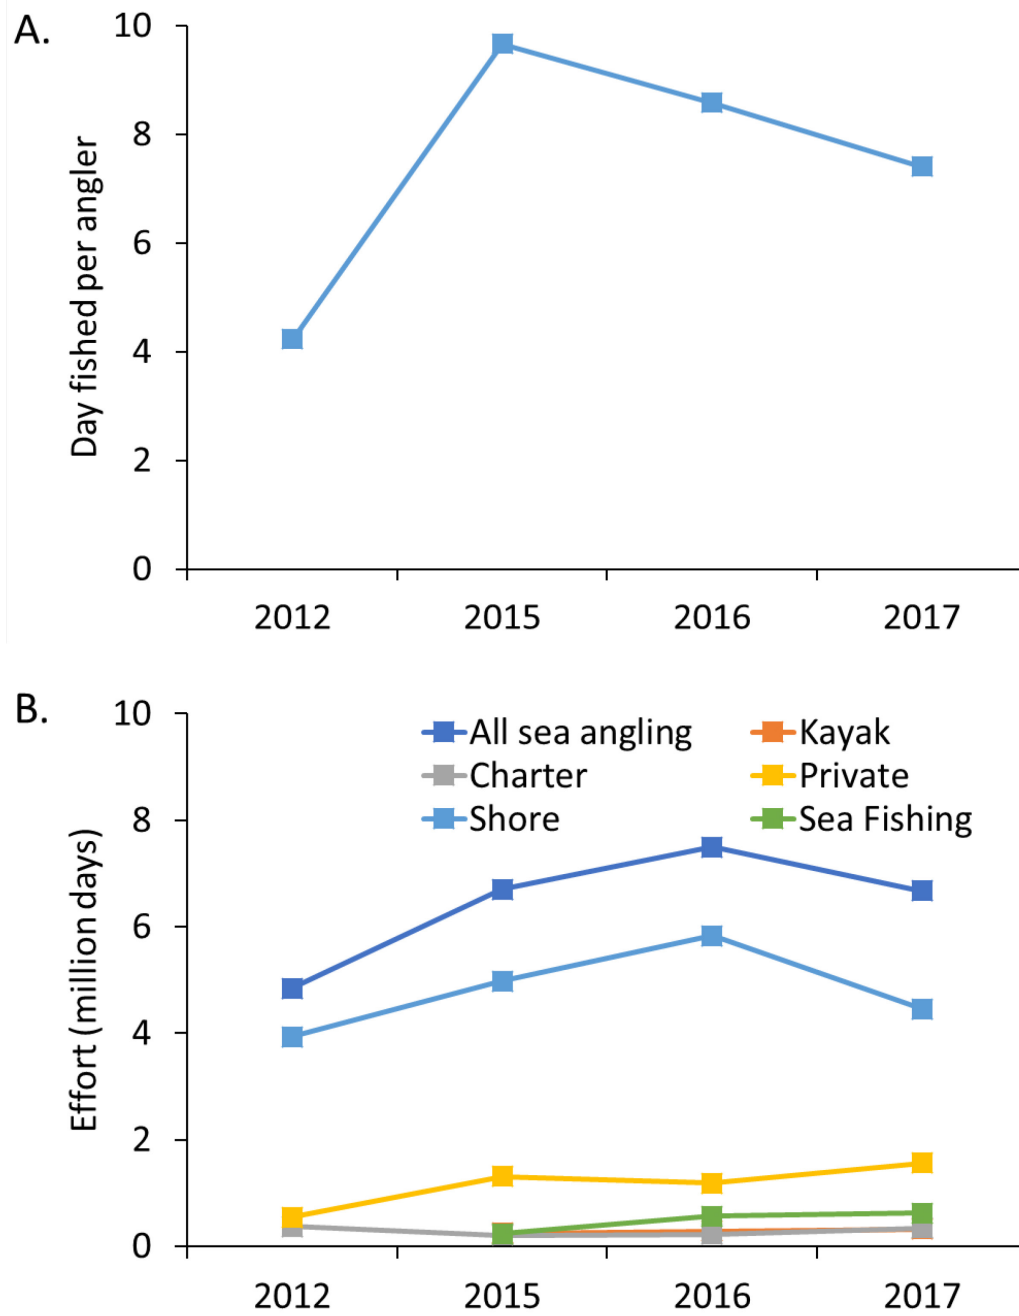 A.
Day fished per angler
10
8
6
4
2
0
2012 2015 2016 2017
B.
Effort (million days)
10
8
6
4
2
0
All sea angling Kayak
Charter Private
Shore Sea Fishing
2012 2015 2016 2017